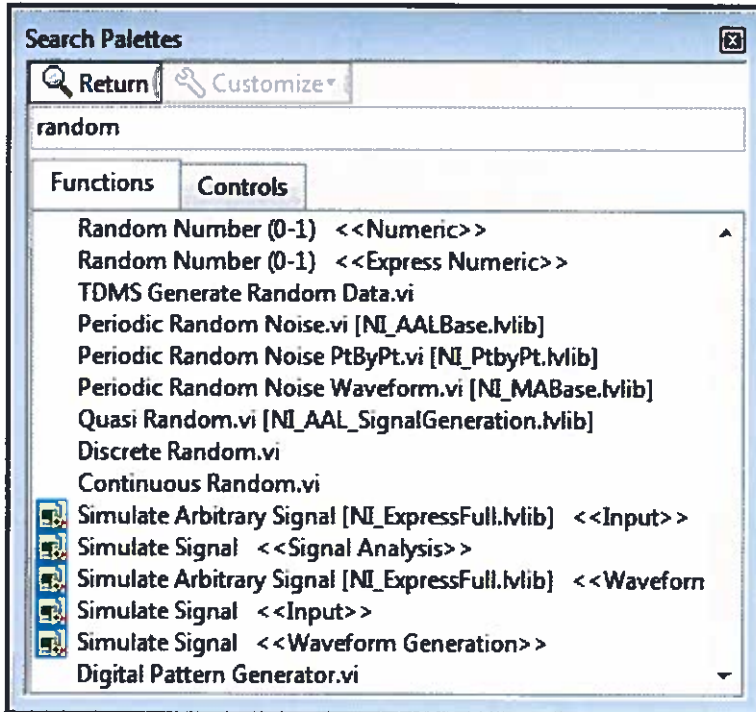 Search Palettes
Return Customize
random
Functions Controls
Random Number (0-1) <<Numeric>>
Random Number (0-1) <<Express Numeric>>
TDMS Generate Random Data.vi
Periodic Random Noise.vi [NI_AALBase.lvlib]
Periodic Random Noise PtByPt.vi [NI_PtbyPt.lvlib]
Periodic Random Noise Waveform.vi [NI_MABase.lvlib]
Quasi Random.vi [NI_AAL_SignalGeneration.lvlib]
Discrete Random.vi
Continuous Random.vi
Simulate Arbitrary Signal [NI_ExpressFull.lvlib] <<Input>>
Simulate Signal <<Signal Analysis>>
Simulate Arbitrary Signal [NI_ExpressFull.lvlib] <<Waveform
Simulate Signal <<Input>>
Simulate Signal <<Waveform Generation>>
Digital Pattern Generator.vi